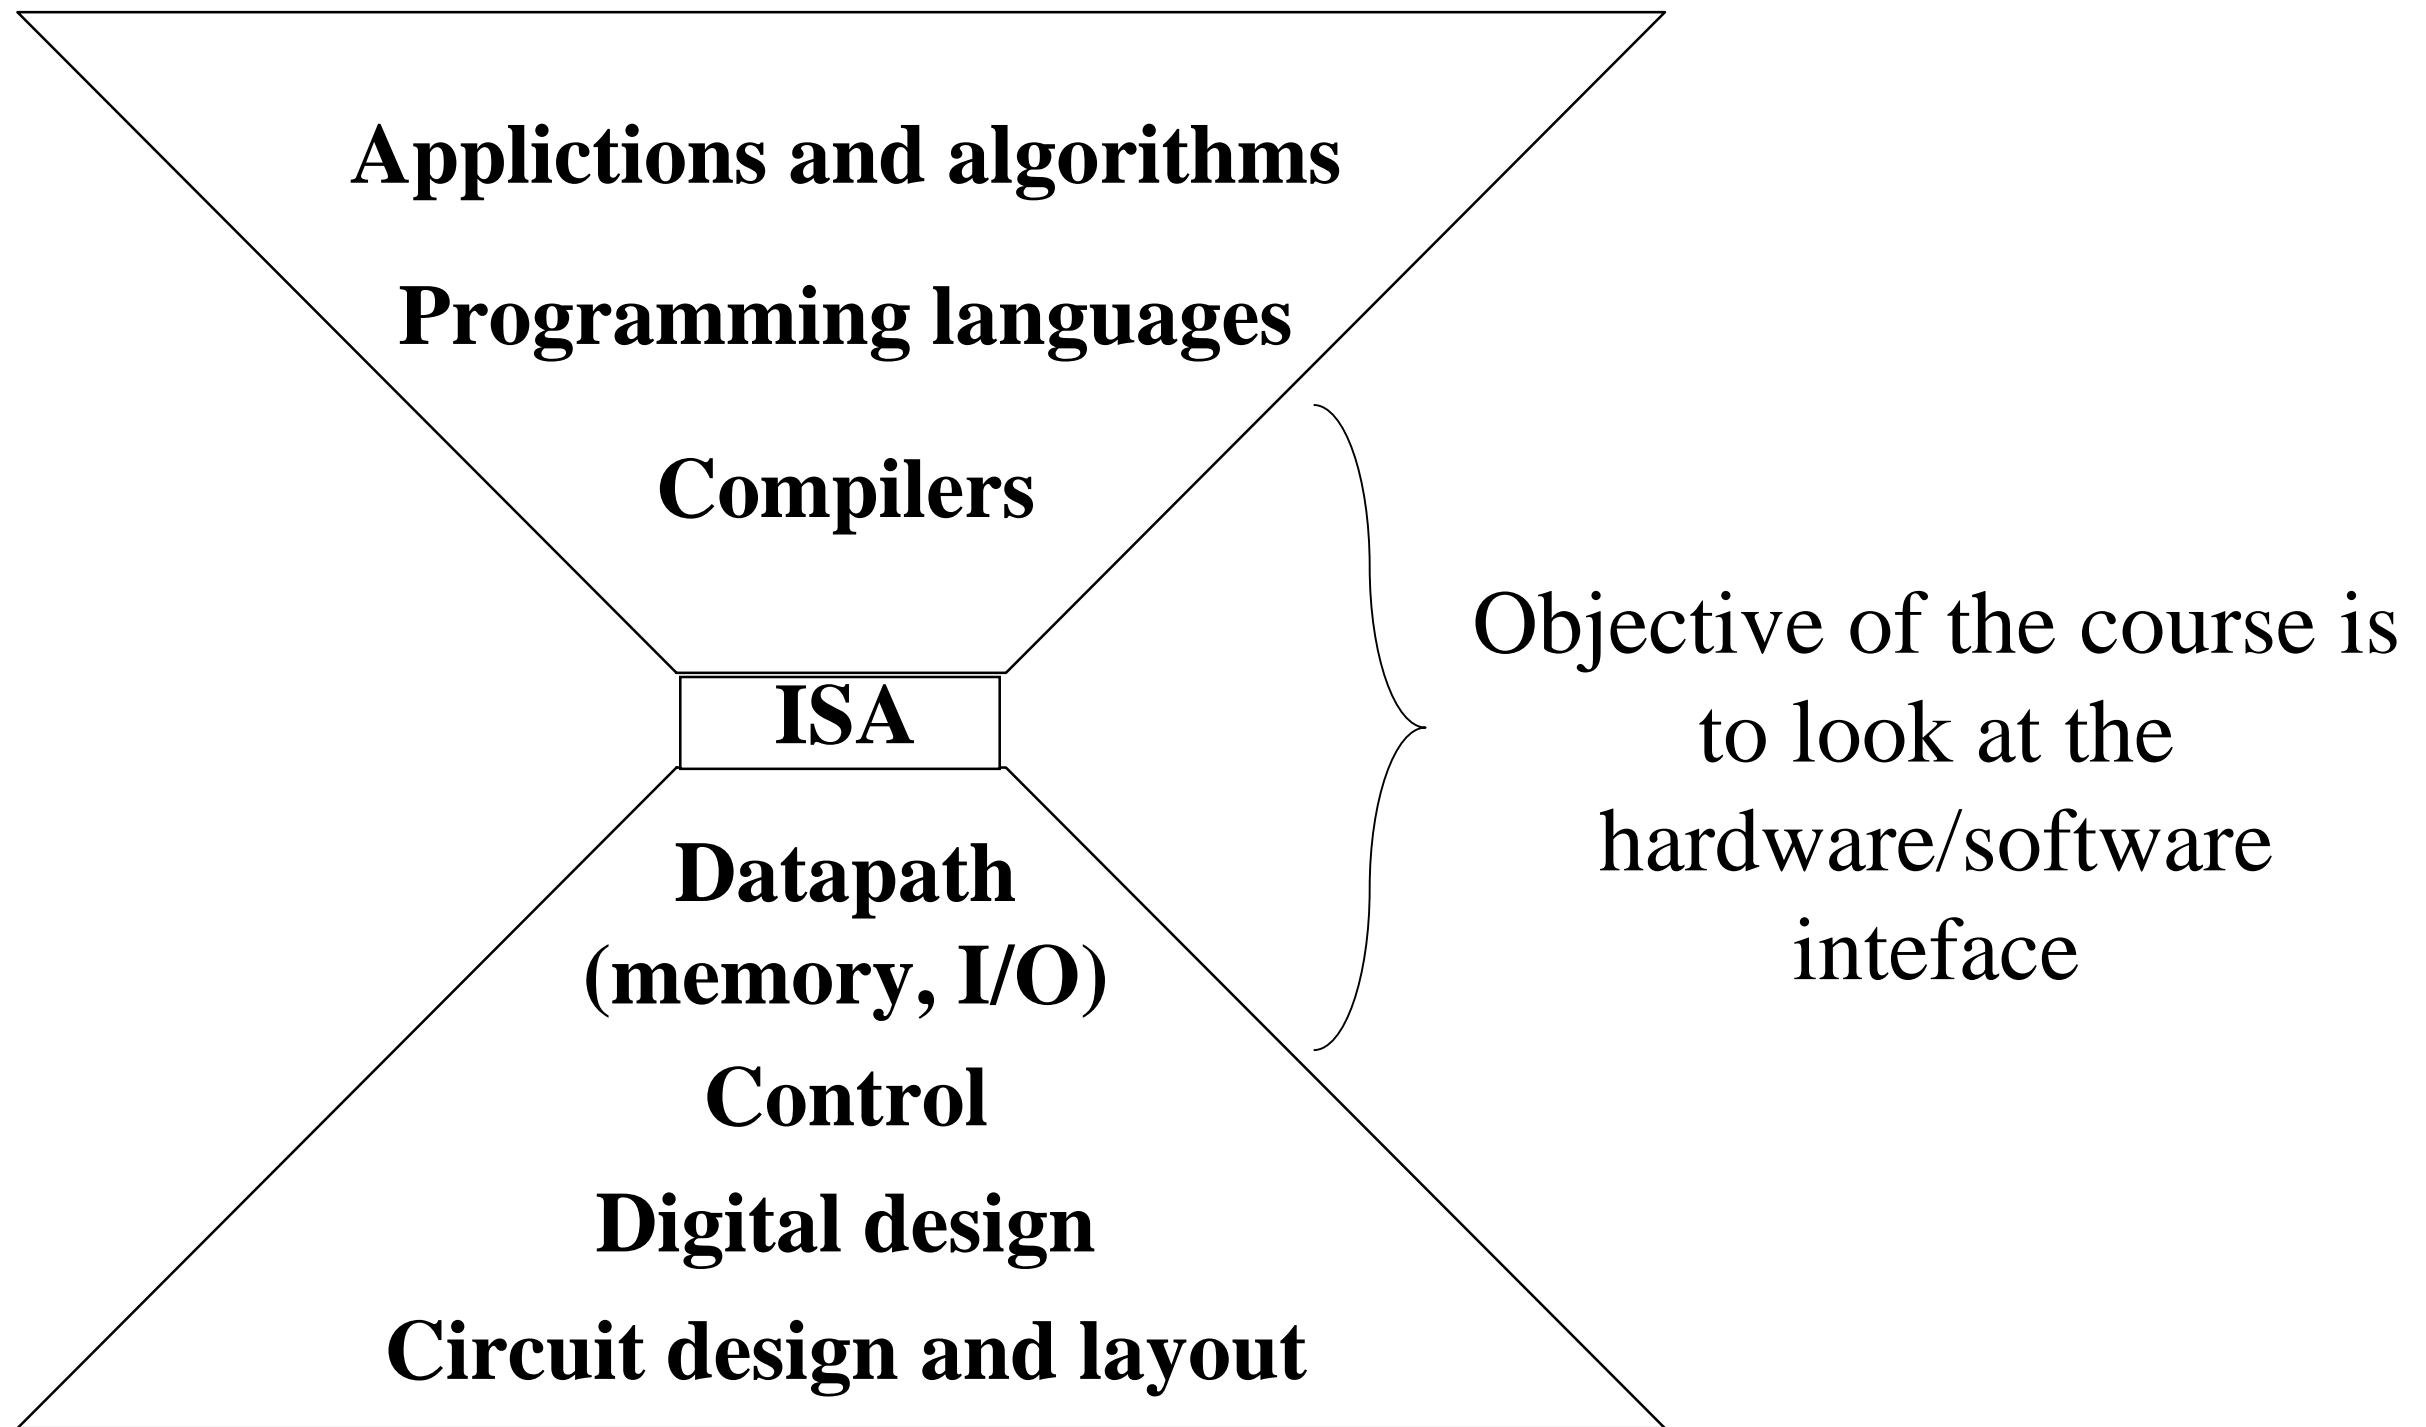 Applictions and algorithms
Programming languages
Compilers
ISA
Datapath
(memory, I/O)
Control
Digital design
Circuit design and layout
Objective of the course is
to look at the
hardware/software
inteface